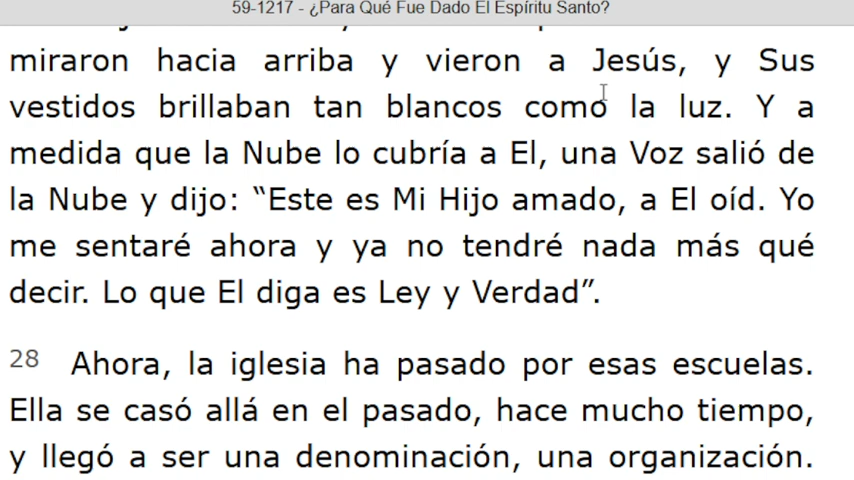 59-1217 - ¿Para Qué Fue Dado El Espíritu Santo?
miraron hacia arriba y vieron a Jesús, y Sus
vestidos brillaban tan blancos como la luz. Y a
medida que la Nube lo cubría a El, una Voz salió de
la Nube y dijo: “Este es Mi Hijo amado, a El oíd. Yo
me sentaré ahora y ya no tendré nada más qué
decir. Lo que El diga es Ley y Verdad”.
28 Ahora, la iglesia ha pasado por esas escuelas.
Ella se casó allá en el pasado, hace mucho tiempo,
y llegó a ser una denominación, una organización.